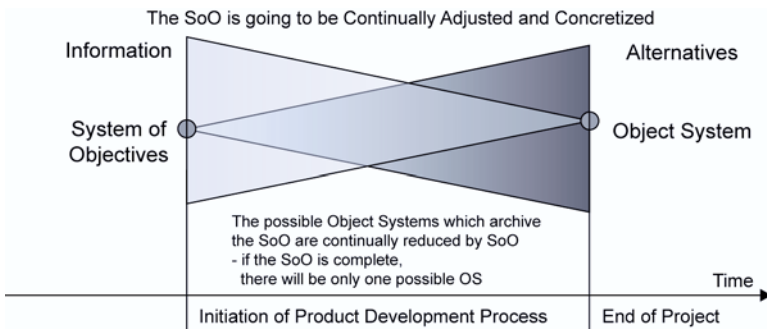 The SoO is going to be Continually Adjusted and Concretized
Information
Alternatives
System of
Objectives
Object System
The possible Object Systems which archive
the SoO are continually reduced by SoO
- if the SoO is complete,
there will be only one possible OS
Time
Initiation of Product Development Process
End of Project